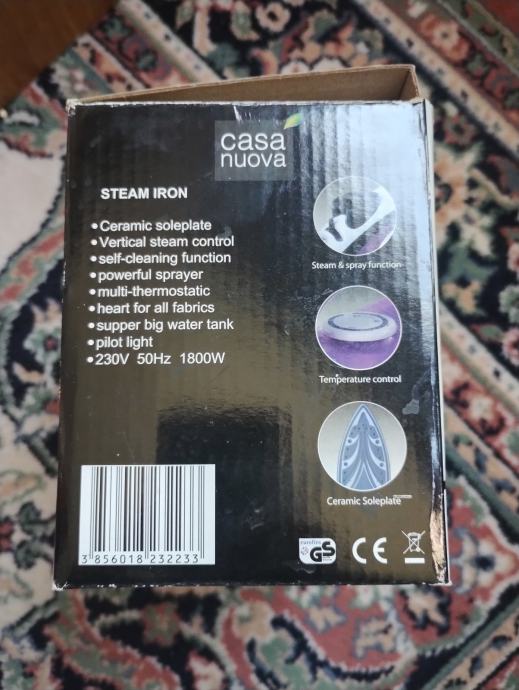 casa
nuova
STEAM IRON
•Ceramic soleplate
•Vertical steam control
•self-cleaning function
•powerful sprayer
•multi-thermostatic
•heart for all fabrics
•supper big water tank
•pilot light
•230V 50Hz 1800W
Steam & spray function
Temperature control
Ceramic Soleplate
3 856018 232233
GS
CE